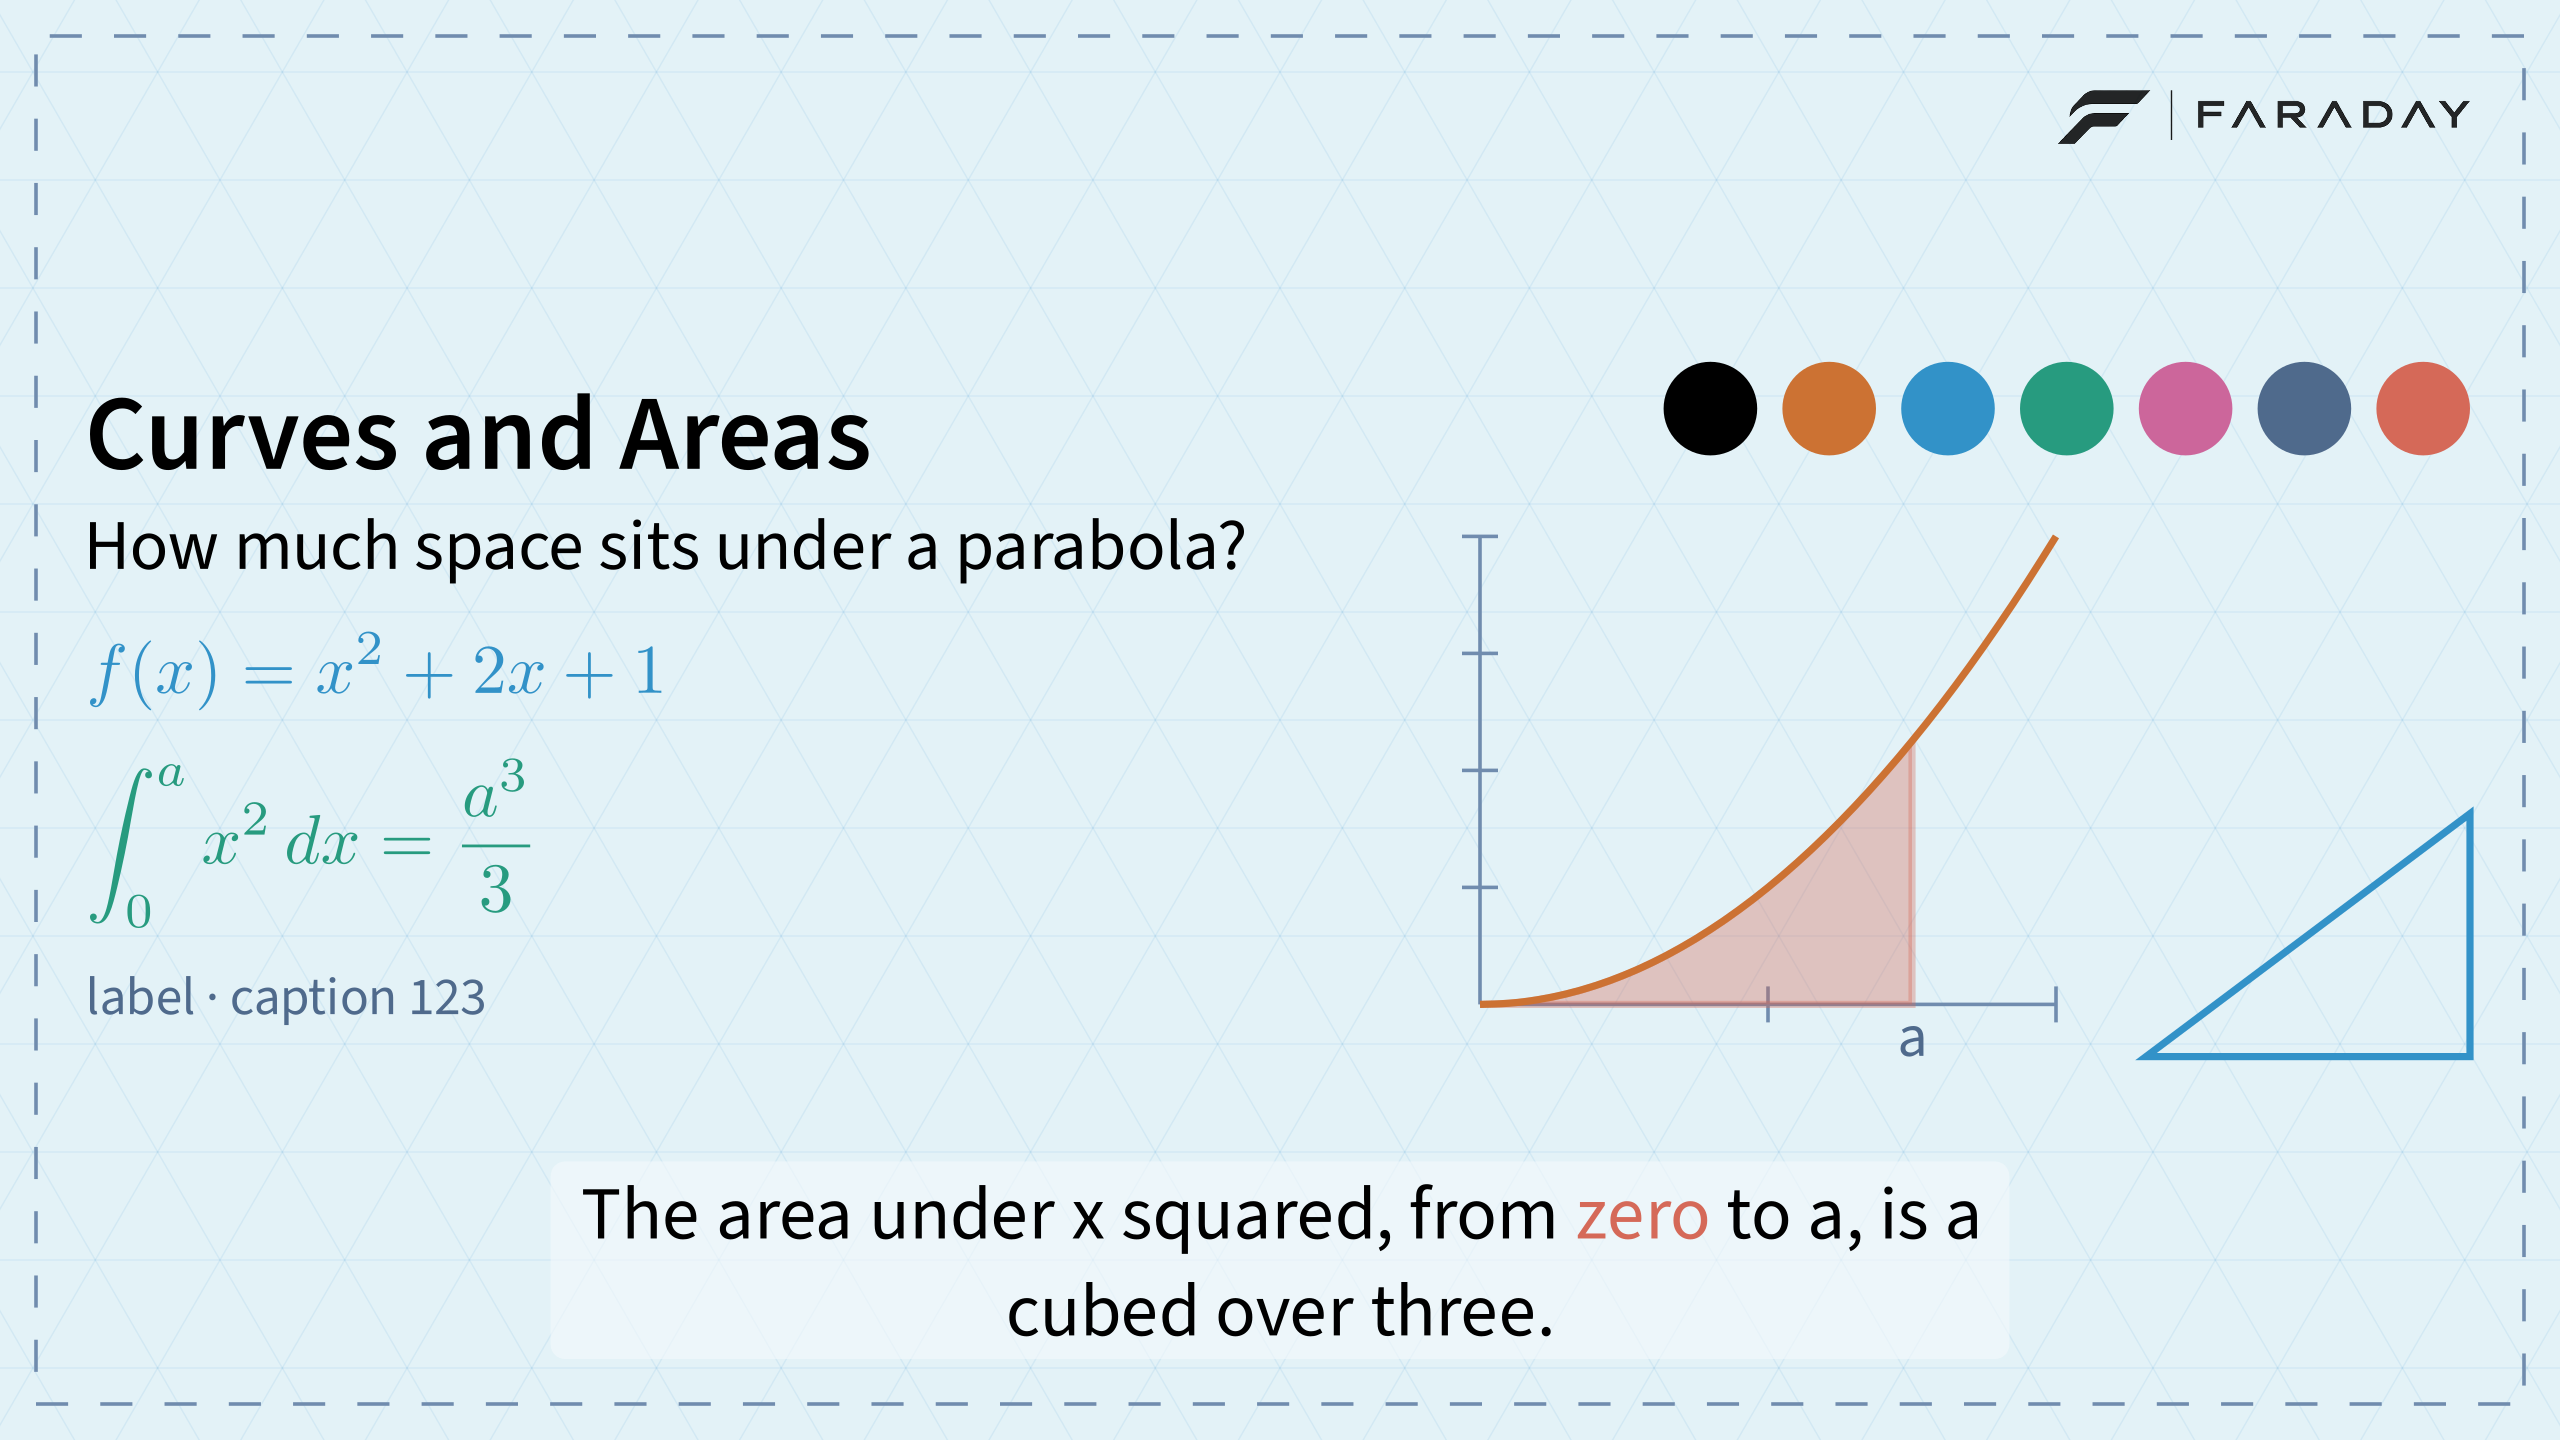 FARADAY
Curves and Areas
How much space sits under a parabola?
f(x) = x² + 2x + 1
∫₀ᵃ x² dx = a³/3
label · caption 123
a
The area under x squared, from zero to a, is a
cubed over three.